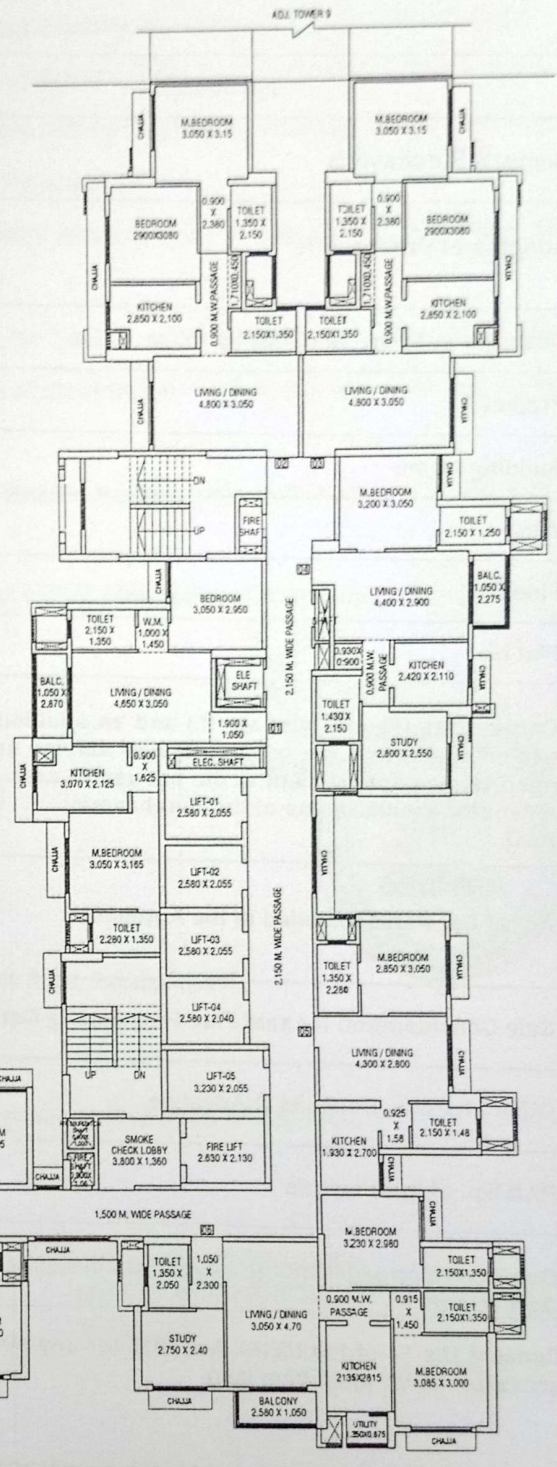 ADJ. TOWER 9
CHAJJA
M.BEDROOM
3.050 X 3.15
M.BEDROOM
3.050 X 3.15
CHAJJA
BEDROOM
2900X3080
0.900
X
2.380
TOILET
1.350 X
2.150
TOILET
1.350 X
2.150
0.900
X
2.380
BEDROOM
2900X3080
CHAJJA
CHAJJA
KITCHEN
2,850 X 2,100
0.900 M.W.PASSAGE
1.710X0.450
1.710X0.450
0.900 M.W.PASSAGE
KITCHEN
2,850 X 2,100
TOILET
2.150X1.350
TOILET
2.150X1.350
CHAJJA
LIVING / DINING
4.800 X 3.050
LIVING / DINING
4.800 X 3.050
CHAJJA
02
03
DN
UP
FIRE
SHAF
M.BEDROOM
3,200 X 3.050
CHAJJA
TOILET
2.150 X 1.250
04
CHAJJA
BEDROOM
3,050 X 2.950
2,150 M. WIDE PASSAGE
LIVING / DINING
4.400 X 2.900
BALC.
1,050 X
2.275
TOILET
2.150 X
1.350
W.M.
1,000 X
1,450
0.930X
0.900
0,900 M.W.
PASSAGE
KITCHEN
2,420 X 2,110
CHAJJA
BALC.
1,050 X
2.870
LIVING / DINING
4,650 X 3,050
ELE
SHAFT
1.900 X
1,050
01
TOILET
1.430 X
2.150
STUDY
2.800 X 2,550
CHAJJA
KITCHEN
3,070 X 2.125
0.900
X
1,825
ELEC. SHAFT
LIFT-01
2,580 X 2,055
CHAJJA
M.BEDROOM
3,050 X 3,165
LIFT-02
2,580 X 2,055
CHAJJA
CHAJJA
TOILET
2.280 X 1.350
LIFT-03
2,580 X 2,055
2,150 M. WIDE PASSAGE
TOILET
1.350 X
2.280
M.BEDROOM
2,850 X 3,050
CHAJJA
CHAJJA
LIFT-04
2,580 X 2,040
05
UP
DN
LIFT-05
3,230 X 2,055
LIVING / DINING
4,300 X 2.800
CHAJJA
CHAJJA
SMOKE
CHECK LOBBY
3,800 X 1,360
FIRE LIFT
2.630 X 2.130
KITCHEN
1.930 X 2.700
0.925
X
1.58
TOILET
2.150 X 1.48
CHAJJA
CHAJJA
1,500 M. WIDE PASSAGE
06
M.BEDROOM
3,230 X 2.980
CHAJJA
CHAJJA
TOILET
1.350 X
2.050
1,050
X
2.300
LIVING / DINING
3.050 X 4.70
0.900 M.W.
PASSAGE
0.915
X
1.450
TOILET
2.150X1.350
TOILET
2.150X1.350
STUDY
2.750 X 2.40
KITCHEN
2135X2815
M.BEDROOM
3.085 X 3.000
CHAJJA
BALCONY
2.580 X 1,050
UTILITY
CHAJJA